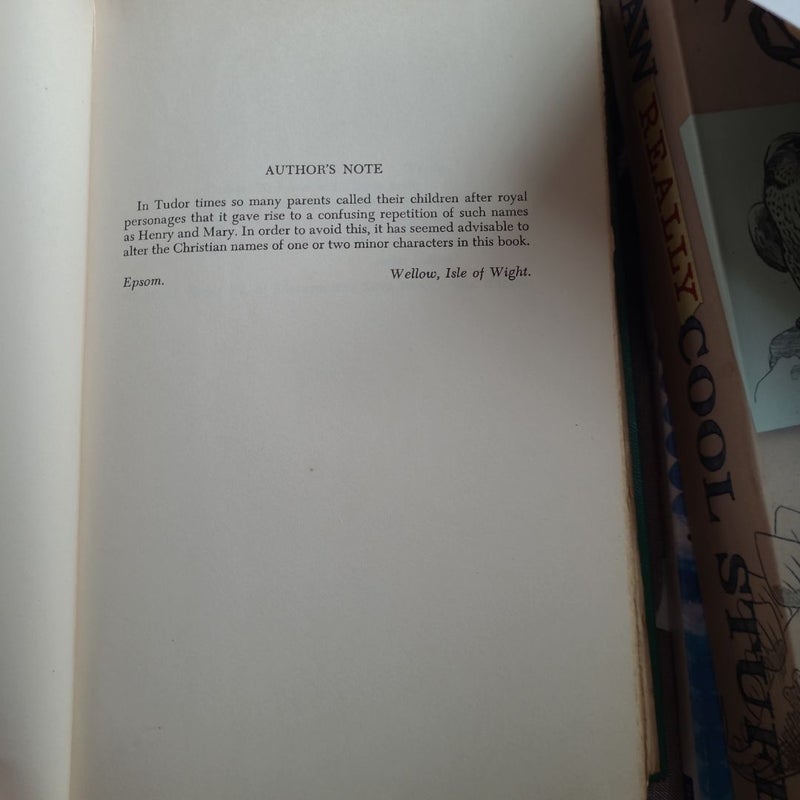 AUTHOR'S NOTE
In Tudor times so many parents called their children after royal
personages that it gave rise to a confusing repetition of such names
as Henry and Mary. In order to avoid this, it has seemed advisable to
alter the Christian names of one or two minor characters in this book.
Epsom. Wellow, Isle of Wight.
REALLY COOL